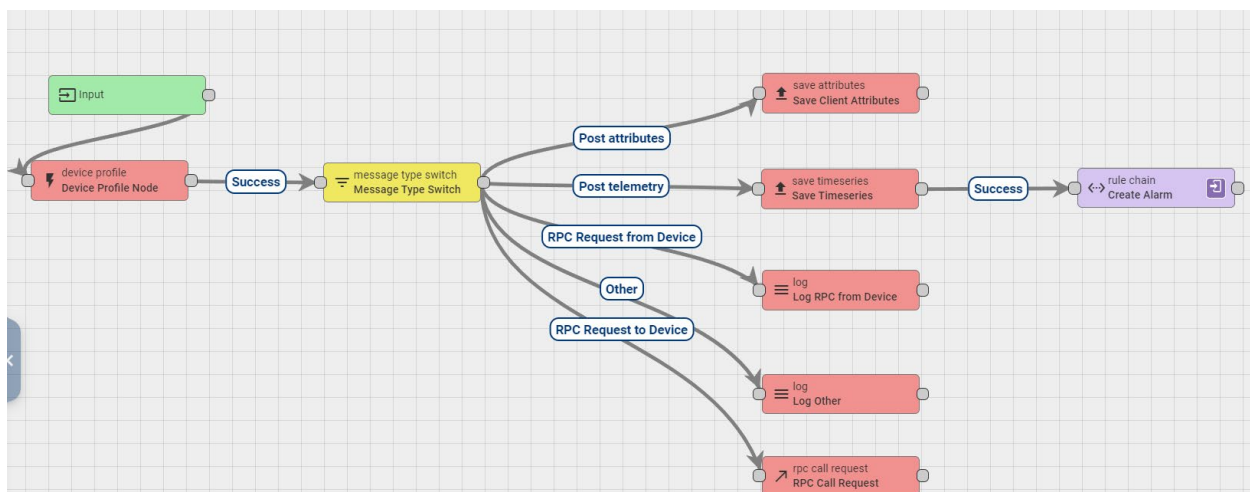 Input
device profile
Device Profile Node
Success
message type switch
Message Type Switch
Post attributes
Post telemetry
RPC Request from Device
Other
RPC Request to Device
save attributes
Save Client Attributes
save timeseries
Save Timeseries
Success
rule chain
Create Alarm
log
Log RPC from Device
log
Log Other
rpc call request
RPC Call Request